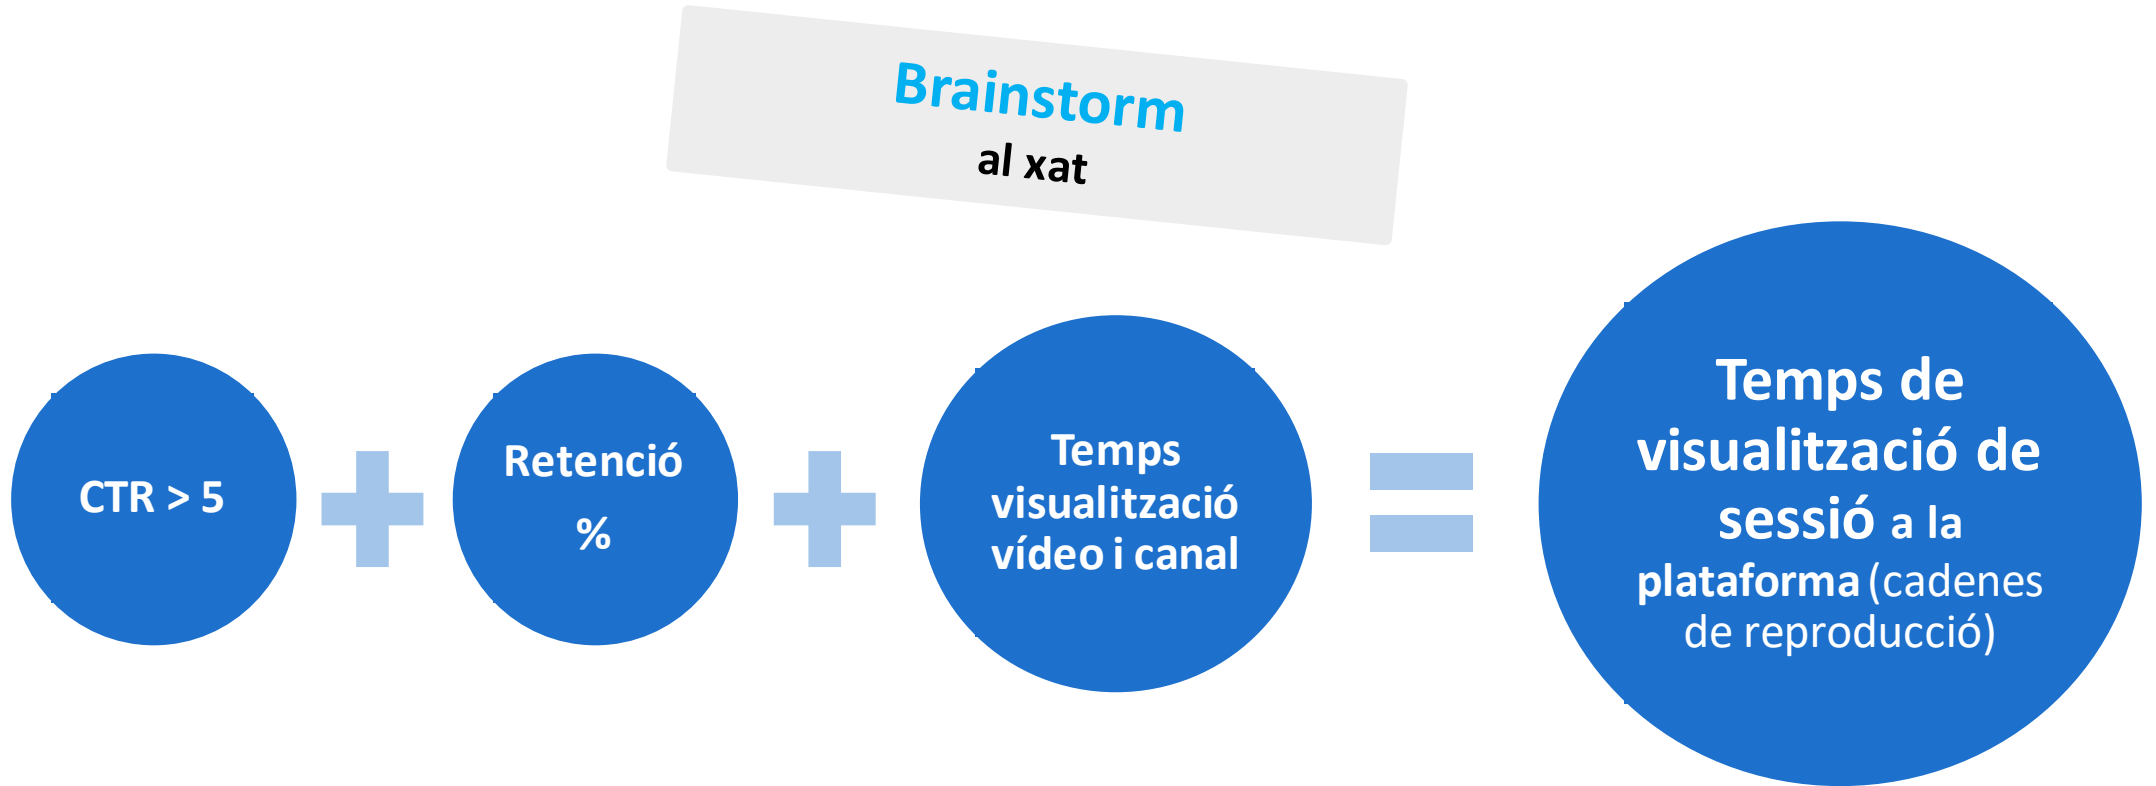 Brainstorm
al xat
CTR > 5
Retenció
%
Temps
visualització
vídeo i canal
Temps de
visualització de
sessió a la
plataforma (cadenes
de reproducció)